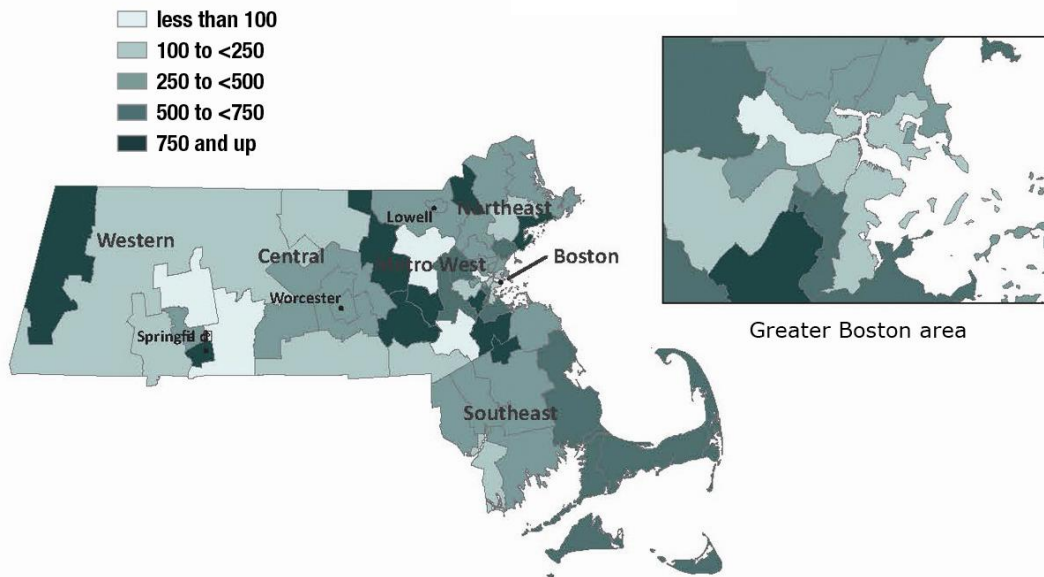 less than 100
100 to <250
250 to <500
500 to <750
750 and up
Lowell
Northeast
Western
Central
Metro West
Boston
Worcester
Southeast
Greater Boston area